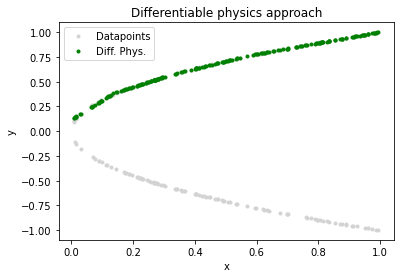 Differentiable physics approach
Datapoints
Diff. Phys.
1.00
0.75
0.50
0.25
0.00
−0.25
−0.50
−0.75
−1.00
y
0.0 0.2 0.4 0.6 0.8 1.0
x